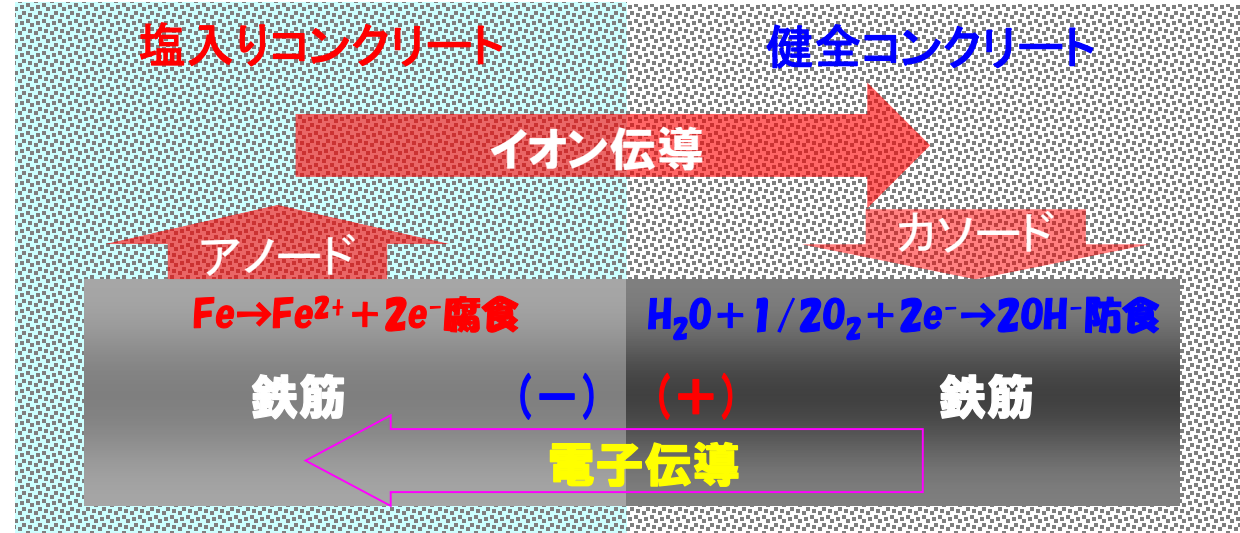 塩入りコンクリート
健全コンクリート
イオン伝導
アノード
カソード
Fe→Fe²⁺+2e⁻腐食
H₂O+1/2O₂+2e⁻→2OH⁻防食
鉄筋
(−)
(+)
鉄筋
電子伝導